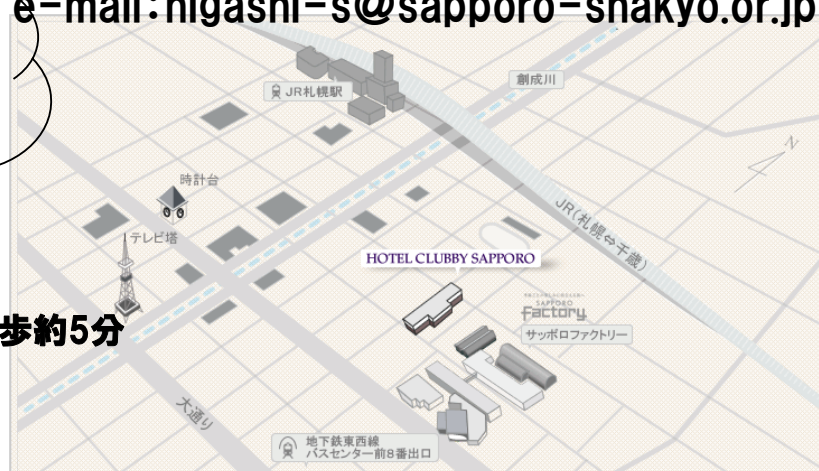 e-mail:higashi-s@sapporo-shakyo.or.jp
創成川
JR札幌駅
N
時計台
テレビ塔
JR(札幌⇔千歳)
HOTEL CLUBBY SAPPORO
SAPPORO
Factory
サッポロファクトリー
歩約5分
大通り
地下鉄東西線
バスセンター前8番出口